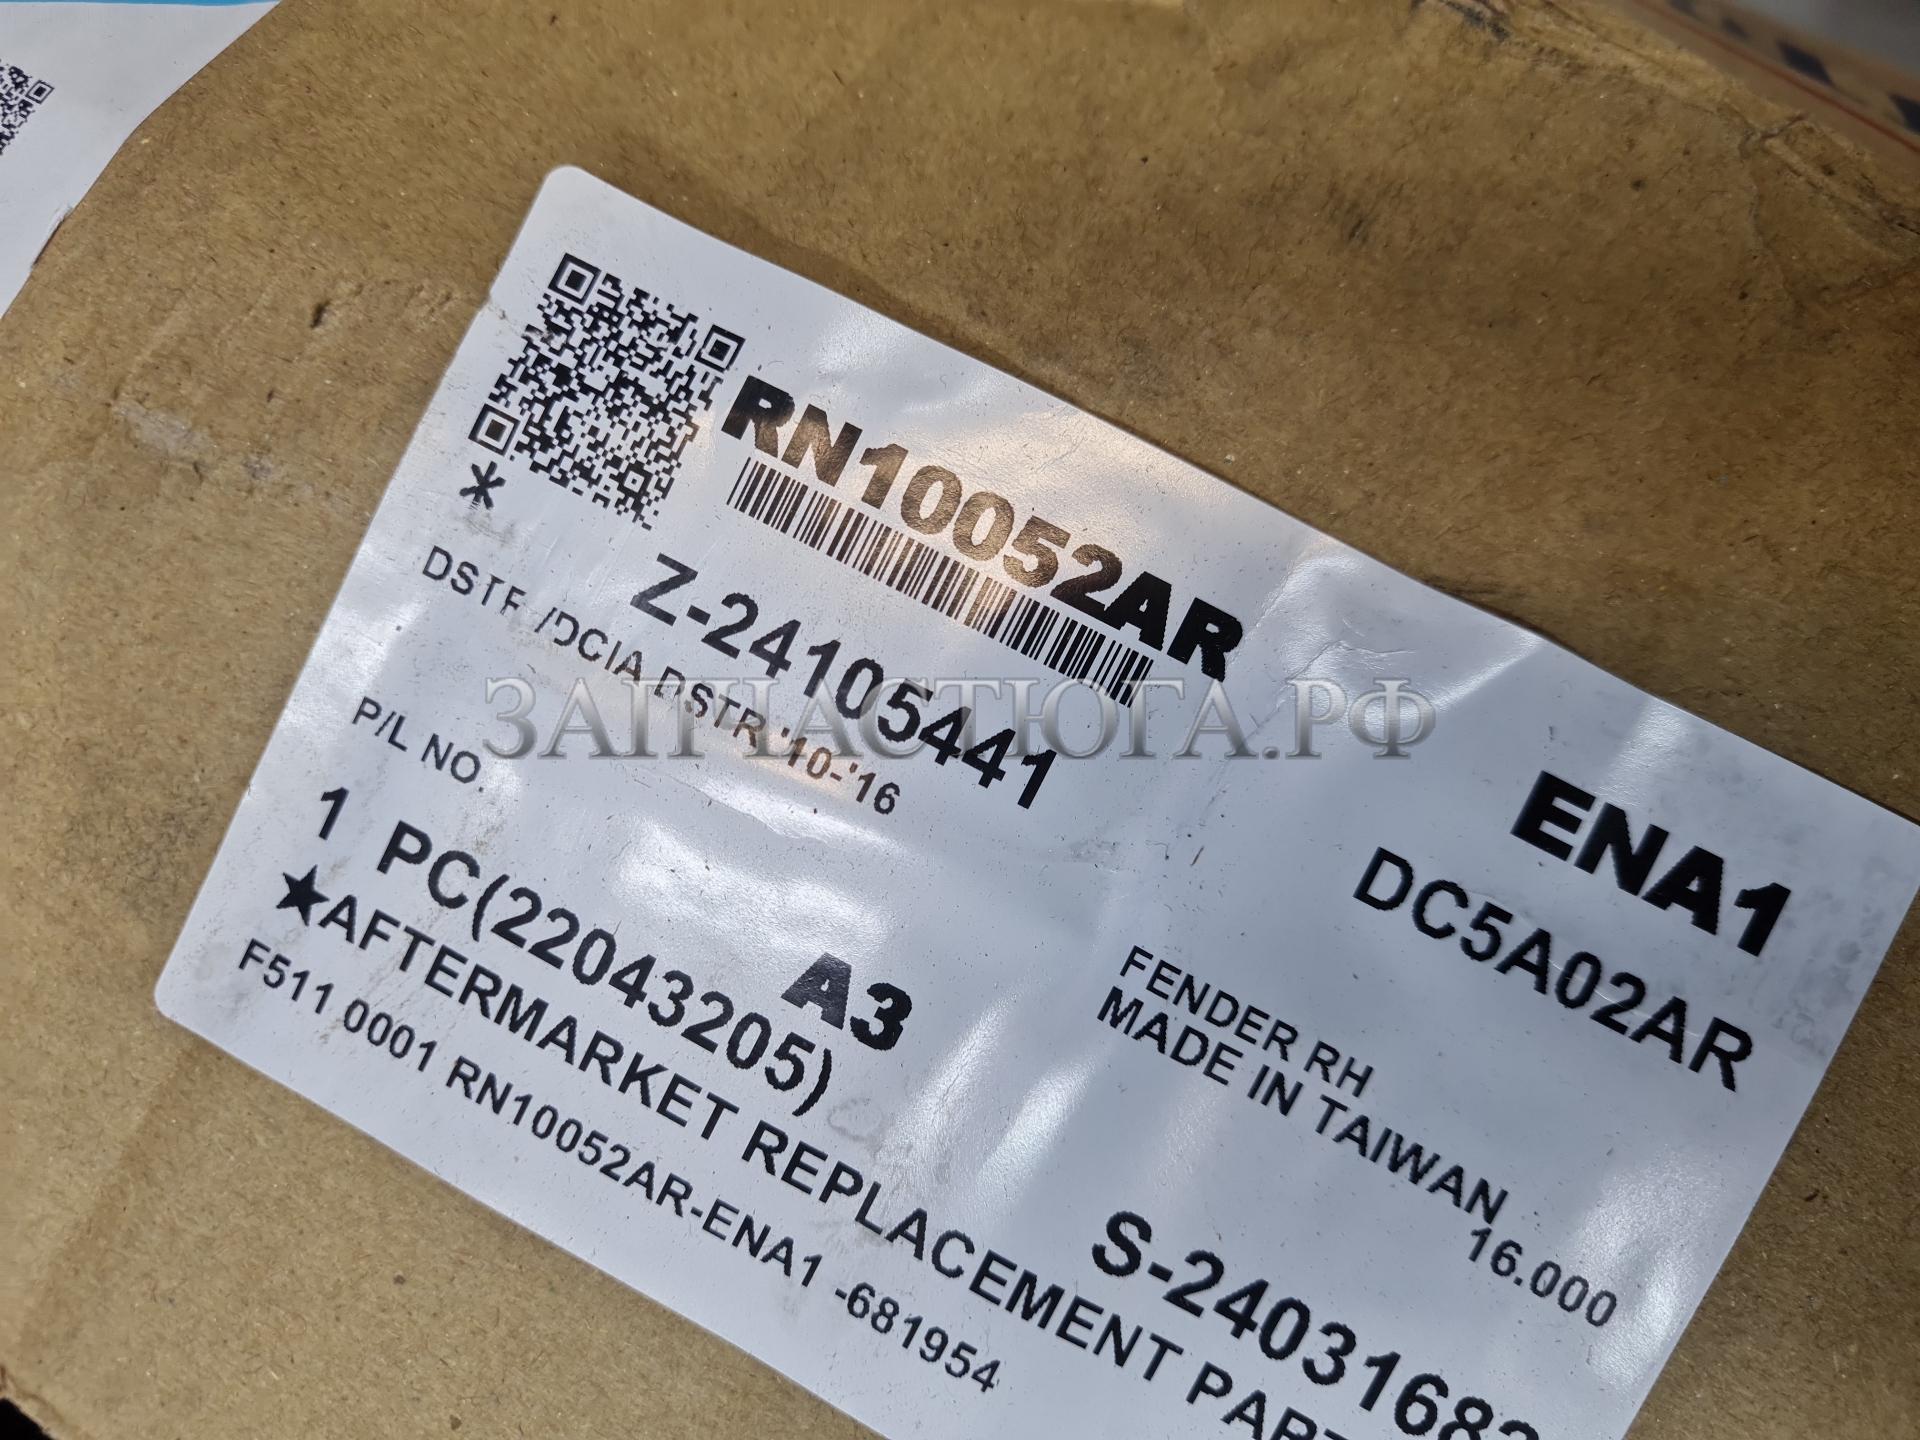 RN10052AR
*
Z-24105441
DSTR/DCIA DSTR '10-'16
ENA1
P/L NO.
DC5A02AR
1 PC(22043205)
A3
FENDER RH
MADE IN TAIWAN
16.000
★AFTERMARKET REPLACEMENT PART
S-2403168
F511 0001 RN10052AR-ENA1 -681954
ЗАПЧАСТЮГА.РФ